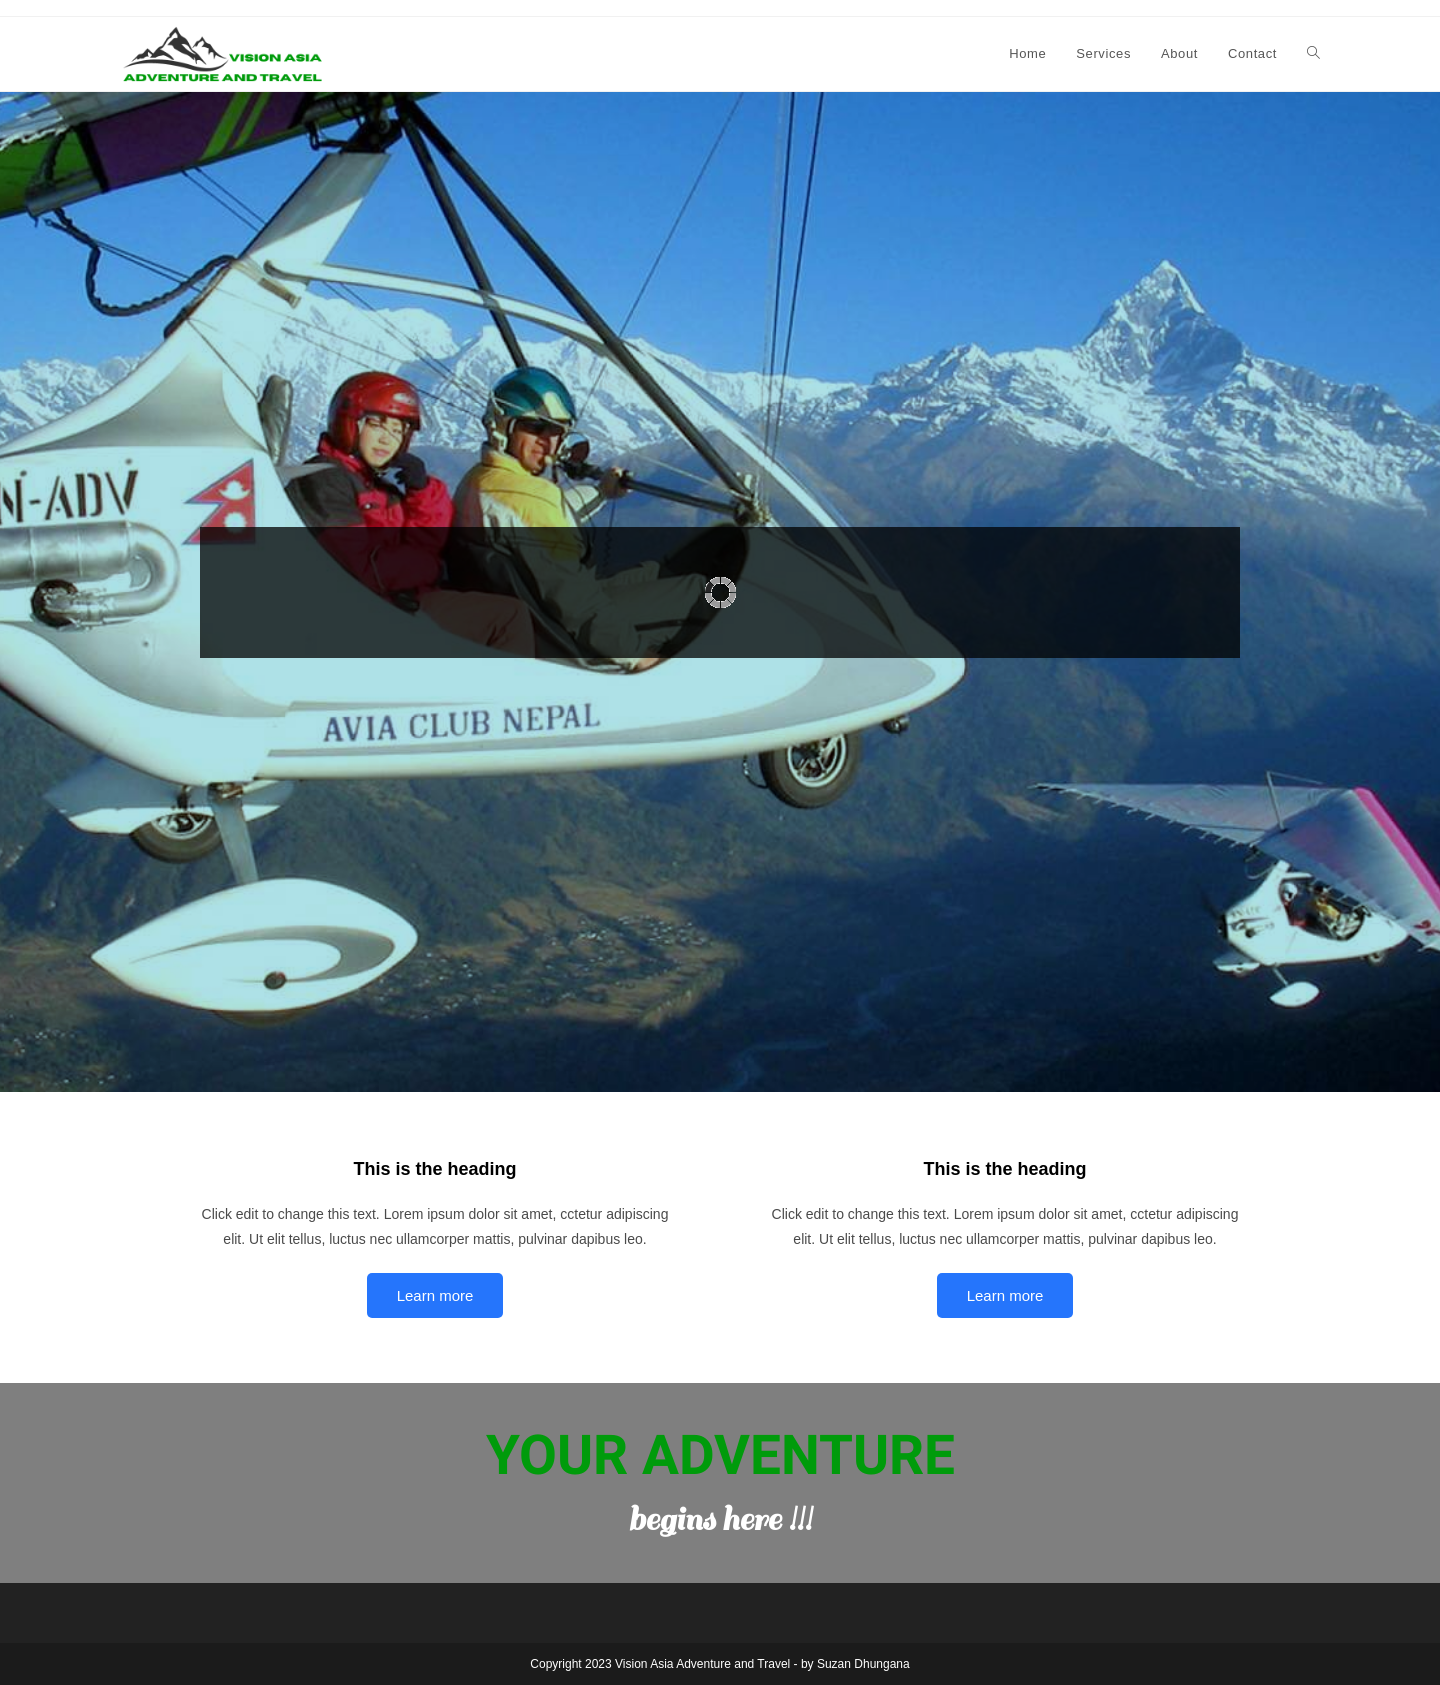 VISION ASIA
ADVENTURE AND TRAVEL
Home
Services
About
Contact
N-ADV
AVIA CLUB NEPAL
This is the heading
Click edit to change this text. Lorem ipsum dolor sit amet, cctetur adipiscing
elit. Ut elit tellus, luctus nec ullamcorper mattis, pulvinar dapibus leo.
Learn more
This is the heading
Click edit to change this text. Lorem ipsum dolor sit amet, cctetur adipiscing
elit. Ut elit tellus, luctus nec ullamcorper mattis, pulvinar dapibus leo.
Learn more
YOUR ADVENTURE
begins here !!!
Copyright 2023 Vision Asia Adventure and Travel - by Suzan Dhungana